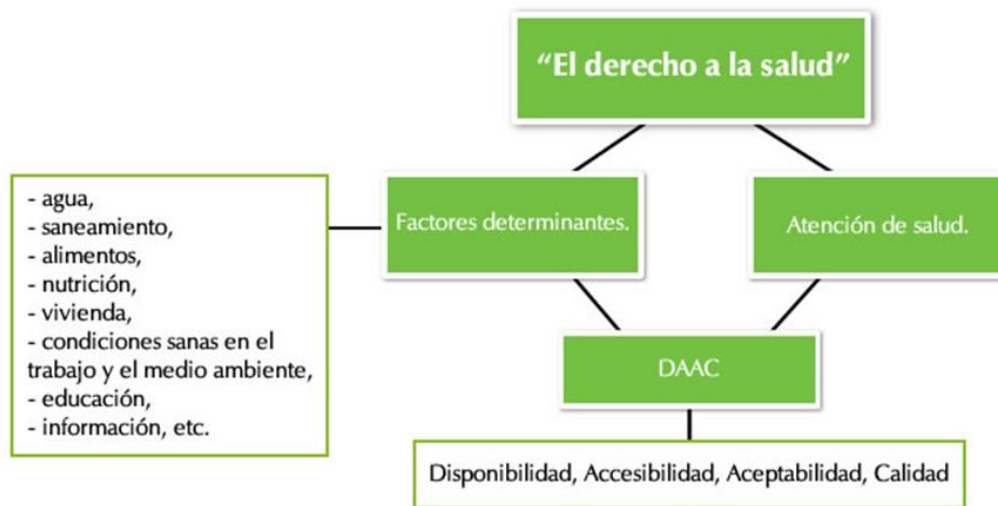 “El derecho a la salud”
Factores determinantes.
Atención de salud.
- agua,
- saneamiento,
- alimentos,
- nutrición,
- vivienda,
- condiciones sanas en el
trabajo y el medio ambiente,
- educación,
- información, etc.
DAAC
Disponibilidad, Accesibilidad, Aceptabilidad, Calidad